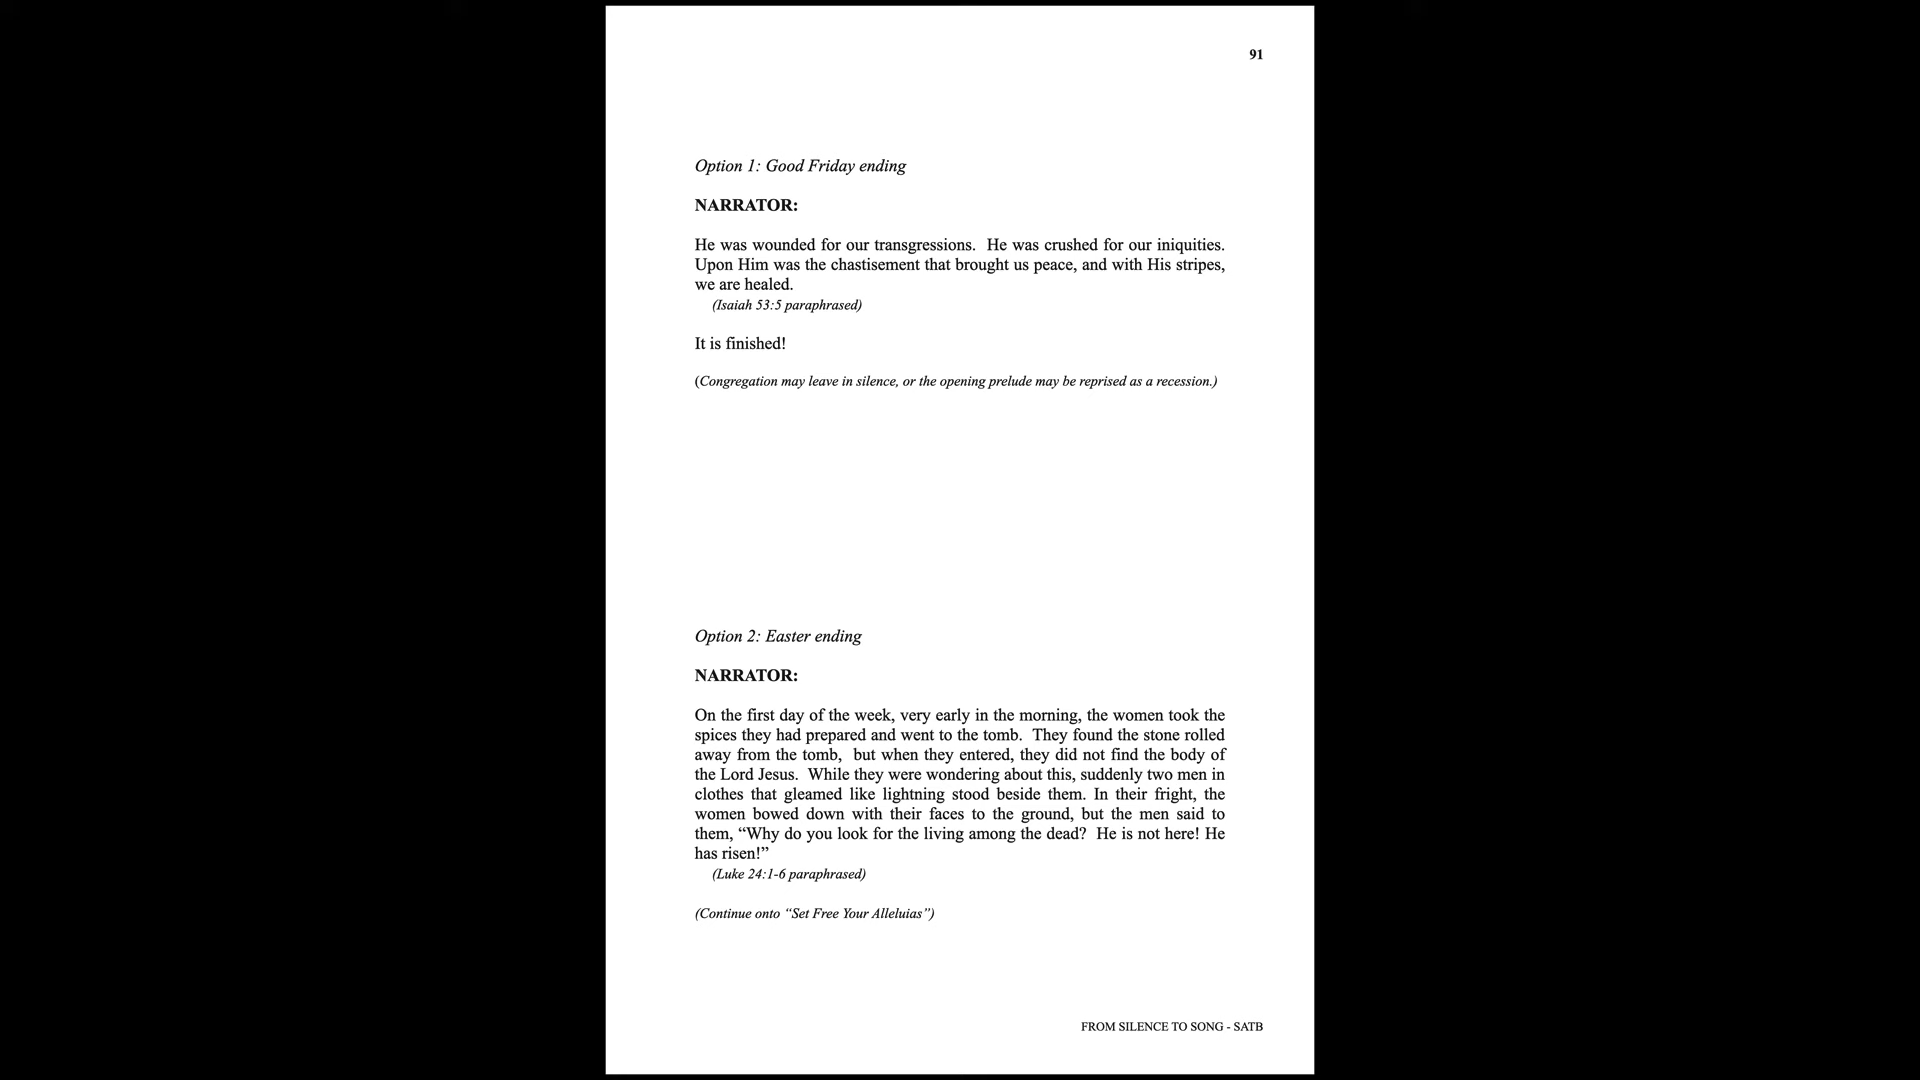 91
Option 1: Good Friday ending
NARRATOR:
He was wounded for our transgressions.  He was crushed for our iniquities.
Upon Him was the chastisement that brought us peace, and with His stripes,
we are healed.
(Isaiah 53:5 paraphrased)
It is finished!
(Congregation may leave in silence, or the opening prelude may be reprised as a recession.)
Option 2: Easter ending
NARRATOR:
On the first day of the week, very early in the morning, the women took the
spices they had prepared and went to the tomb.  They found the stone rolled
away from the tomb,  but when they entered, they did not find the body of
the Lord Jesus.  While they were wondering about this, suddenly two men in
clothes that gleamed like lightning stood beside them. In their fright, the
women bowed down with their faces to the ground, but the men said to
them, “Why do you look for the living among the dead?  He is not here! He
has risen!”
(Luke 24:1-6 paraphrased)
(Continue onto “Set Free Your Alleluias”)
FROM SILENCE TO SONG - SATB